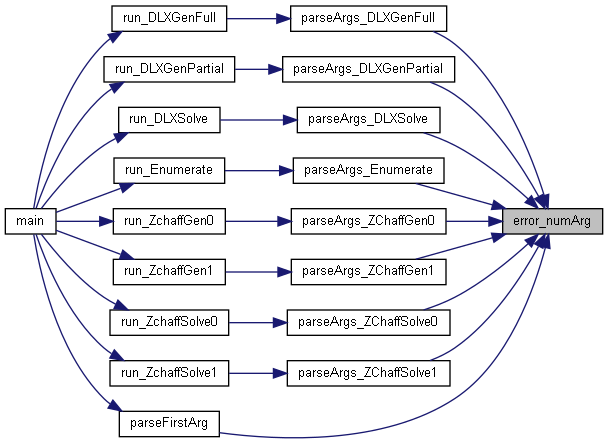 run_DLXGenFull
parseArgs_DLXGenFull
run_DLXGenPartial
parseArgs_DLXGenPartial
run_DLXSolve
parseArgs_DLXSolve
run_Enumerate
parseArgs_Enumerate
main
run_ZchaffGen0
parseArgs_ZChaffGen0
error_numArg
run_ZchaffGen1
parseArgs_ZChaffGen1
run_ZchaffSolve0
parseArgs_ZChaffSolve0
run_ZchaffSolve1
parseArgs_ZChaffSolve1
parseFirstArg